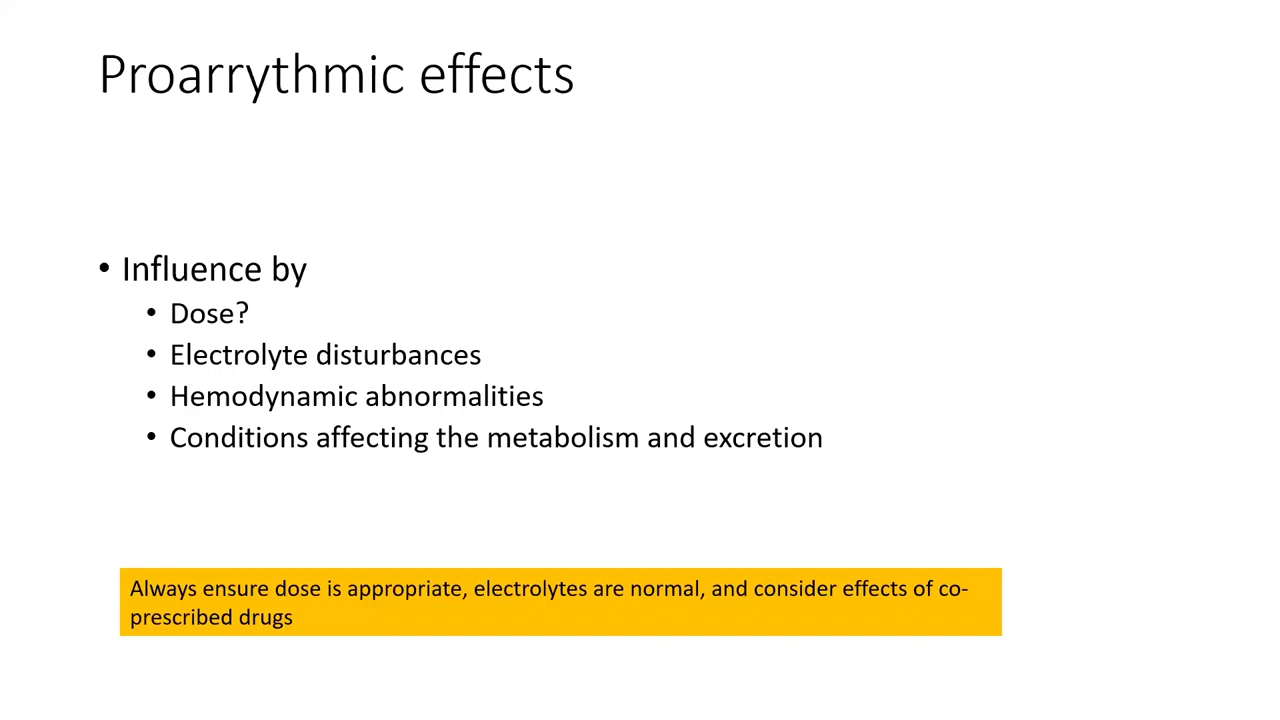 Proarrythmic effects
• Influence by
• Dose?
• Electrolyte disturbances
• Hemodynamic abnormalities
• Conditions affecting the metabolism and excretion
Always ensure dose is appropriate, electrolytes are normal, and consider effects of co-
prescribed drugs